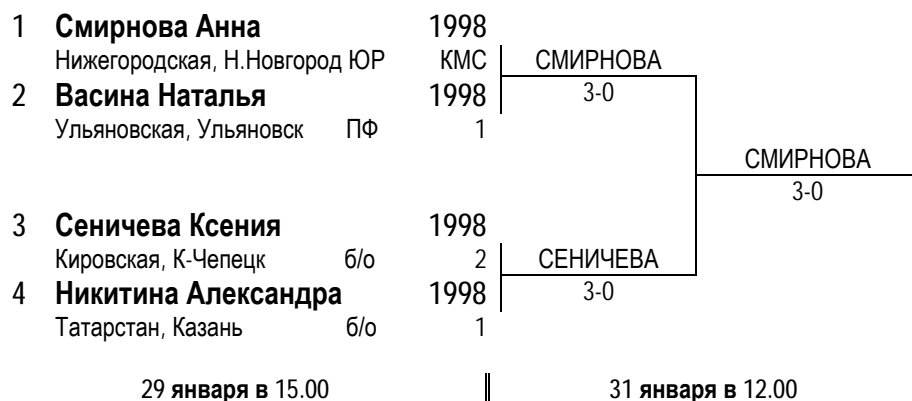 1 Смирнова Анна 1998
Нижегородская, Н.Новгород ЮР КМС СМИРНОВА
2 Васина Наталья 1998 3-0
Ульяновская, Ульяновск ПФ 1
СМИРНОВА
3-0
3 Сеничева Ксения 1998
Кировская, К-Чепецк б/о 2 СЕНИЧЕВА
4 Никитина Александра 1998 3-0
Татарстан, Казань б/о 1
29 января в 15.00 31 января в 12.00